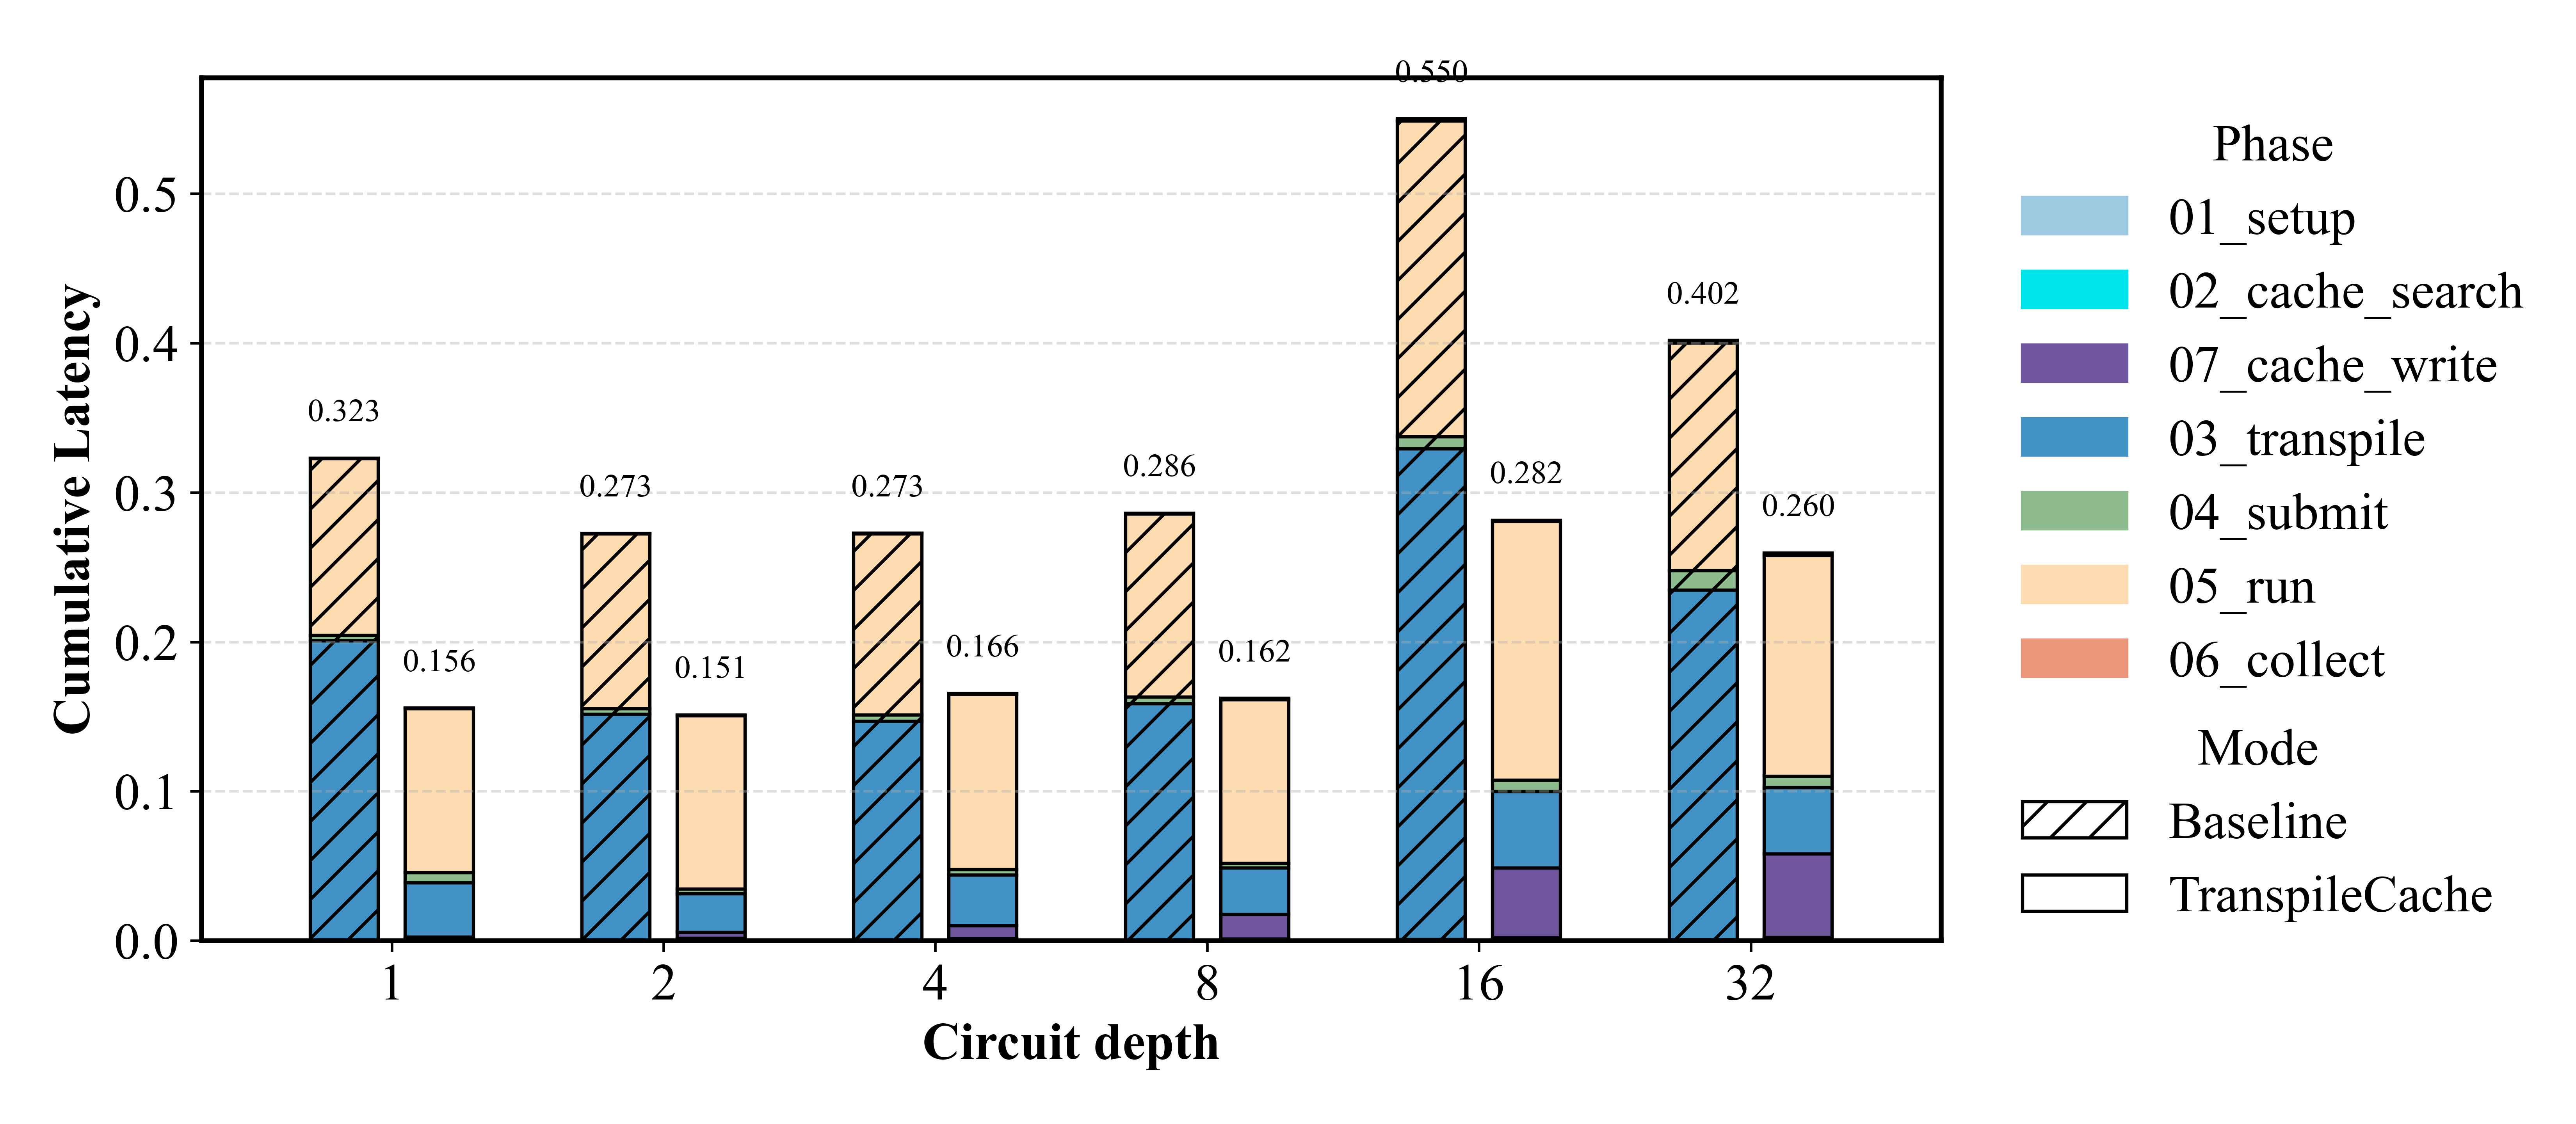 0.550
0.5
0.4
0.3
0.2
0.1
0.0
Cumulative Latency
0.323
0.156
0.273
0.151
0.273
0.166
0.286
0.162
0.282
0.402
0.260
1
2
4
8
16
32
Circuit depth
Phase
01_setup
02_cache_search
07_cache_write
03_transpile
04_submit
05_run
06_collect
Mode
Baseline
TranspileCache